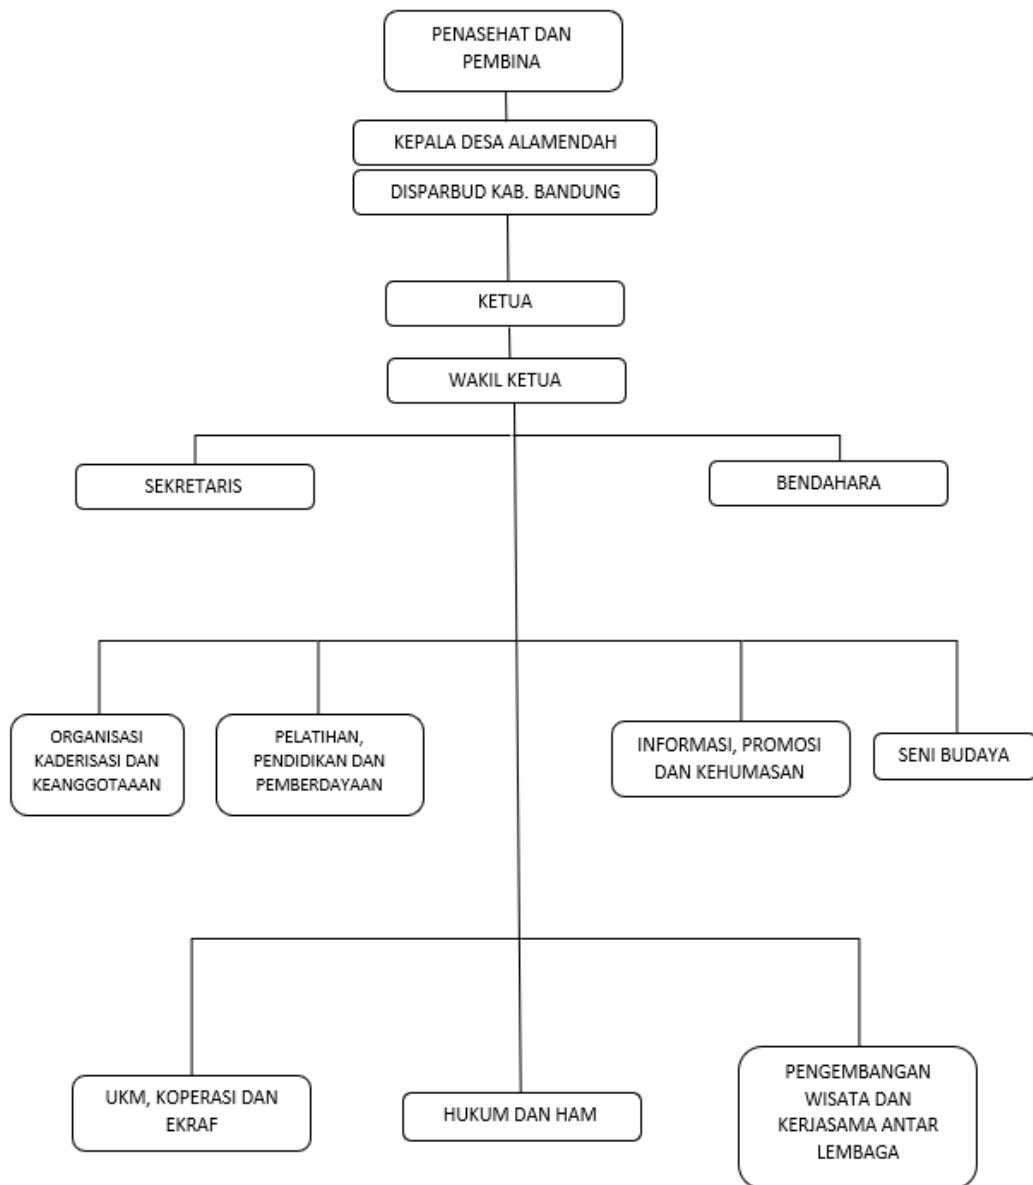 PENASEHAT DAN
PEMBINA
KEPALA DESA ALAMENDAH
DISPARBUD KAB. BANDUNG
KETUA
WAKIL KETUA
SEKRETARIS
BENDAHARA
ORGANISASI
KADERISASI DAN
KEANGGOTAAAN
PELATIHAN,
PENDIDIKAN DAN
PEMBERDAYAAN
INFORMASI, PROMOSI
DAN KEHUMASAN
SENI BUDAYA
UKM, KOPERASI DAN
EKRAF
HUKUM DAN HAM
PENGEMBANGAN
WISATA DAN
KERJASAMA ANTAR
LEMBAGA